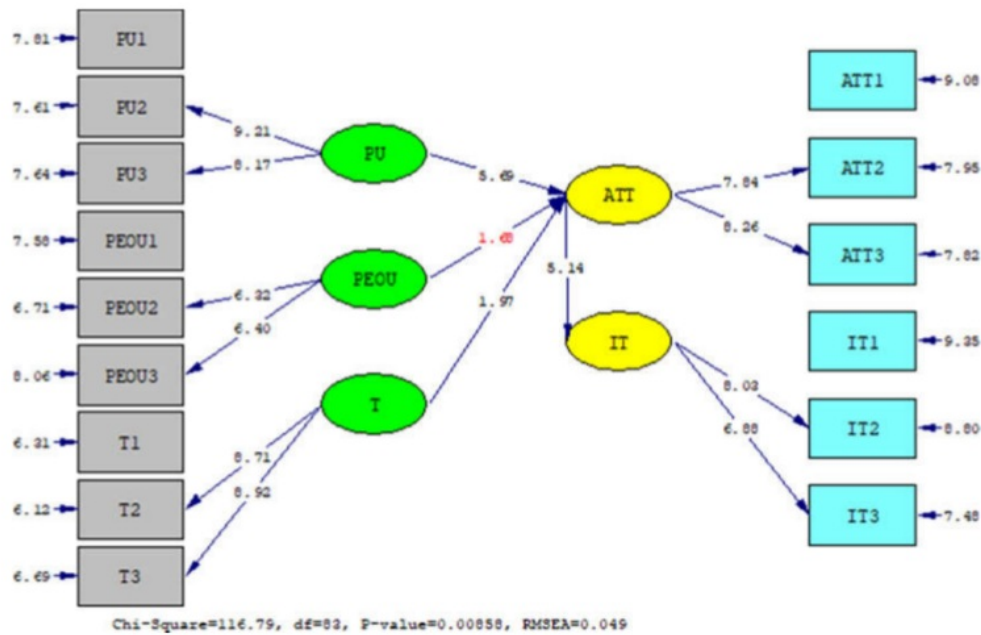 7.81 PU1
7.61 PU2
7.64 PU3
7.58 PEOU1
6.71 PEOU2
8.06 PEOU3
6.31 T1
6.12 T2
6.69 T3
9.21
8.17
PU
6.32
6.40
PEOU
8.71
8.92
T
5.69
1.68
1.97
ATT
5.14
IT
7.84
8.26
8.03
6.88
ATT1 9.08
ATT2 7.95
ATT3 7.82
IT1 9.35
IT2 8.80
IT3 7.48
Chi-Square=116.79, df=83, P-value=0.00858, RMSEA=0.049